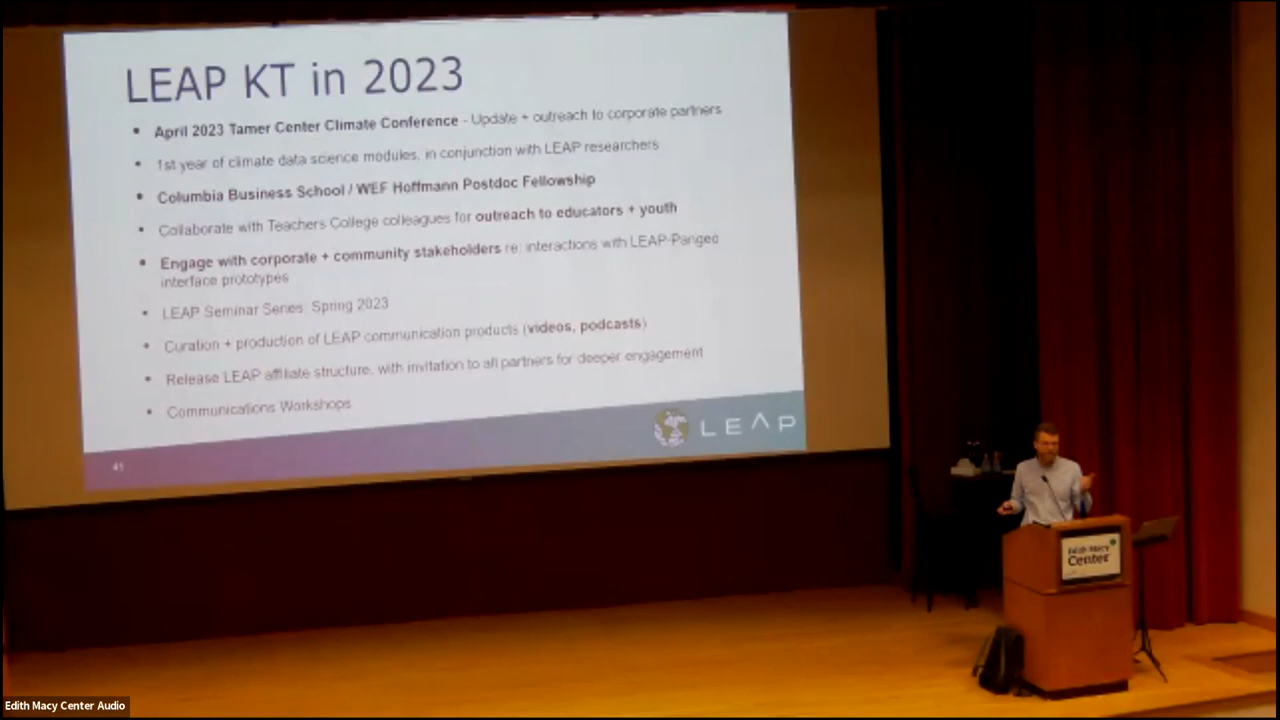 LEAP KT in 2023
• April 2023 Tamer Center Climate Conference - Update + outreach to corporate partners
• 1st year of climate data science modules, in conjunction with LEAP researchers
• Columbia Business School / WEF Hoffmann Postdoc Fellowship
• Collaborate with Teachers College colleagues for outreach to educators + youth
• Engage with corporate + community stakeholders re: interactions with LEAP-Pangeo
interface prototypes
• LEAP Seminar Series: Spring 2023
• Curation + production of LEAP communication products (videos, podcasts)
• Release LEAP affiliate structure, with invitation to all partners for deeper engagement
• Communications Workshops
41
LEAP
Edith Macy
Center
Edith Macy Center Audio